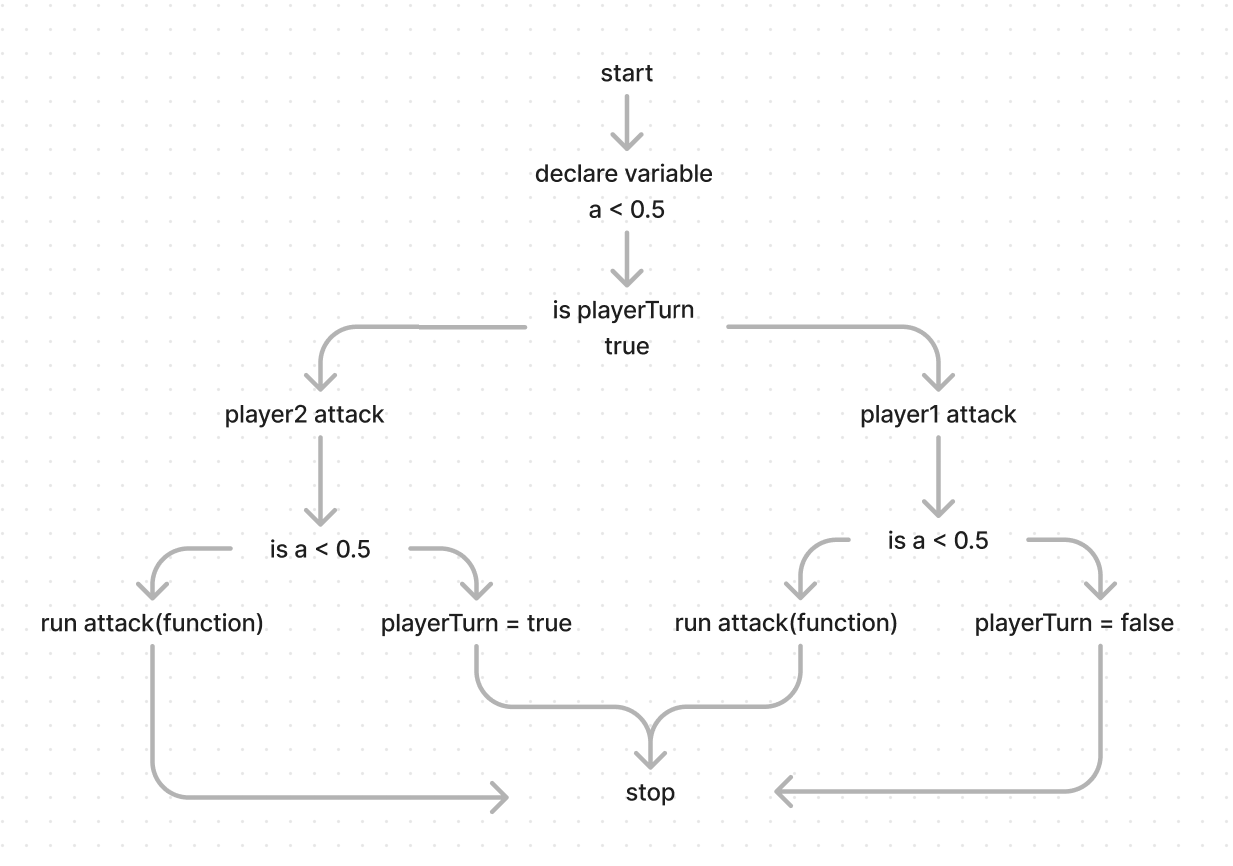 start
declare variable
a < 0.5
is playerTurn
true
player2 attack
player1 attack
is a < 0.5
is a < 0.5
run attack(function)
playerTurn = true
run attack(function)
playerTurn = false
stop